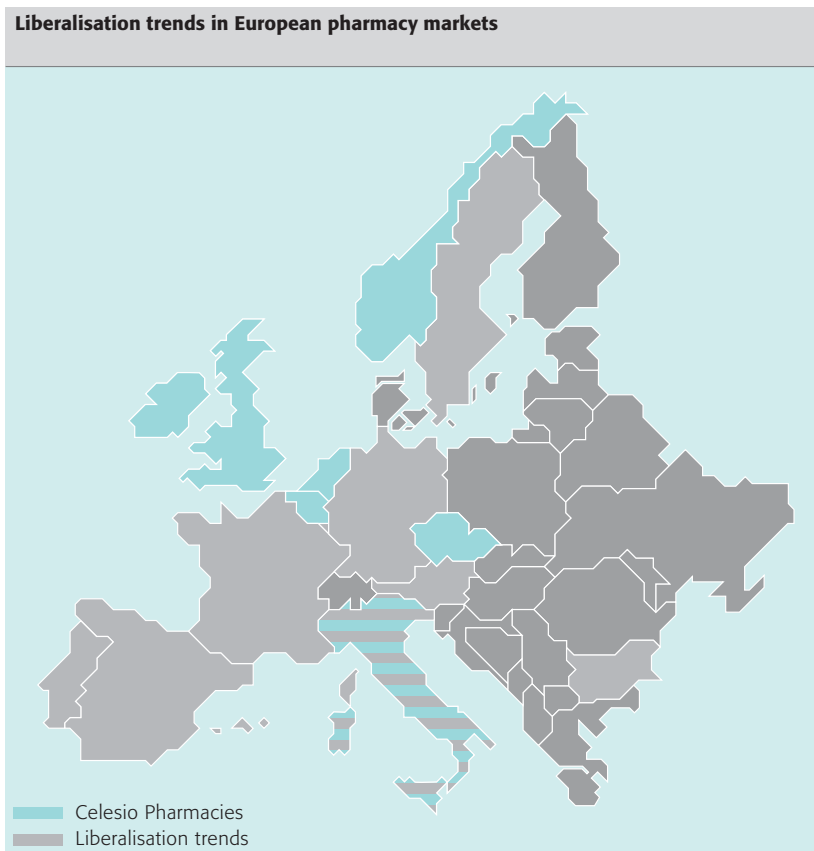 Liberalisation trends in European pharmacy markets
Celesio Pharmacies
Liberalisation trends